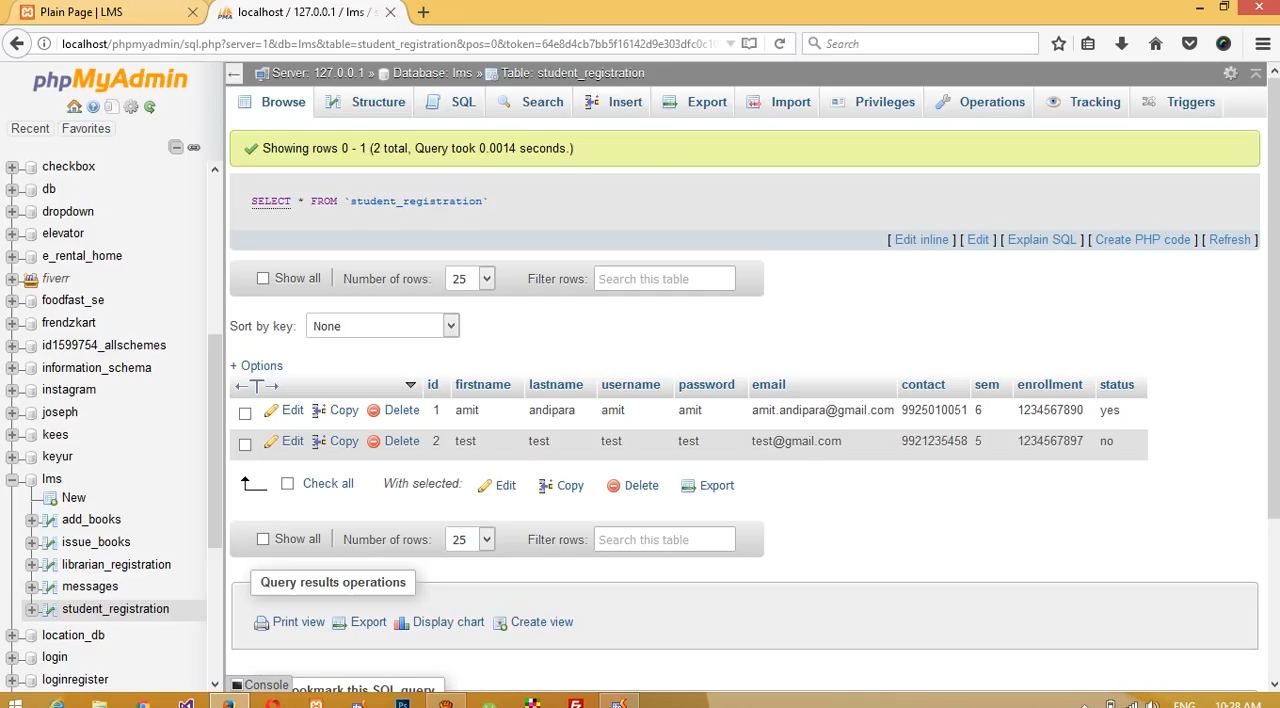 Plain Page | LMS
localhost / 127.0.0.1 / lms / s
localhost/phpmyadmin/sql.php?server=1&db=lms&table=student_registration&pos=0&token=
Search
phpMyAdmin
Recent Favorites
checkbox
db
dropdown
elevator
e_rental_home
fiverr
foodfast_se
frendzkart
id1599754_allschemes
information_schema
instagram
joseph
kees
keyur
lms
New
add_books
issue_books
librarian_registration
messages
student_registration
location_db
login
loginregister
Server: 127.0.0.1 » Database: lms » Table: student_registration
Browse Structure SQL Search Insert Export Import Privileges Operations Tracking Triggers
Showing rows 0 - 1 (2 total, Query took 0.0014 seconds.)
SELECT * FROM `student_registration`
[ Edit inline ] [ Edit ] [ Explain SQL ] [ Create PHP code ] [ Refresh ]
Show all Number of rows: 25 Filter rows: Search this table
Sort by key: None
+ Options
←T→ id firstname lastname username password email contact sem enrollment status
Edit Copy Delete 1 amit andipara amit amit amit.andipara@gmail.com 9925010051 6 1234567890 yes
Edit Copy Delete 2 test test test test test@gmail.com 9921235458 5 1234567897 no
Check all With selected: Edit Copy Delete Export
Show all Number of rows: 25 Filter rows: Search this table
Query results operations
Print view Export Display chart Create view
Console
ookmark this SQL query
ENG 10:28 AM